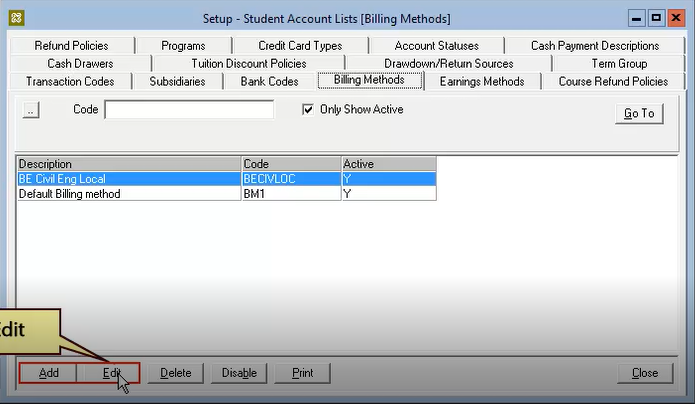 Setup - Student Account Lists [Billing Methods]
Refund Policies Programs Credit Card Types Account Statuses Cash Payment Descriptions
Cash Drawers Tuition Discount Policies Drawdown/Return Sources Term Group
Transaction Codes Subsidiaries Bank Codes Billing Methods Earnings Methods Course Refund Policies
.. Code Only Show Active Go To
Description Code Active
BE Civil Eng Local BECIVLOC Y
Default Billing method BM1 Y
Edit
Add Edit Delete Disable Print Close